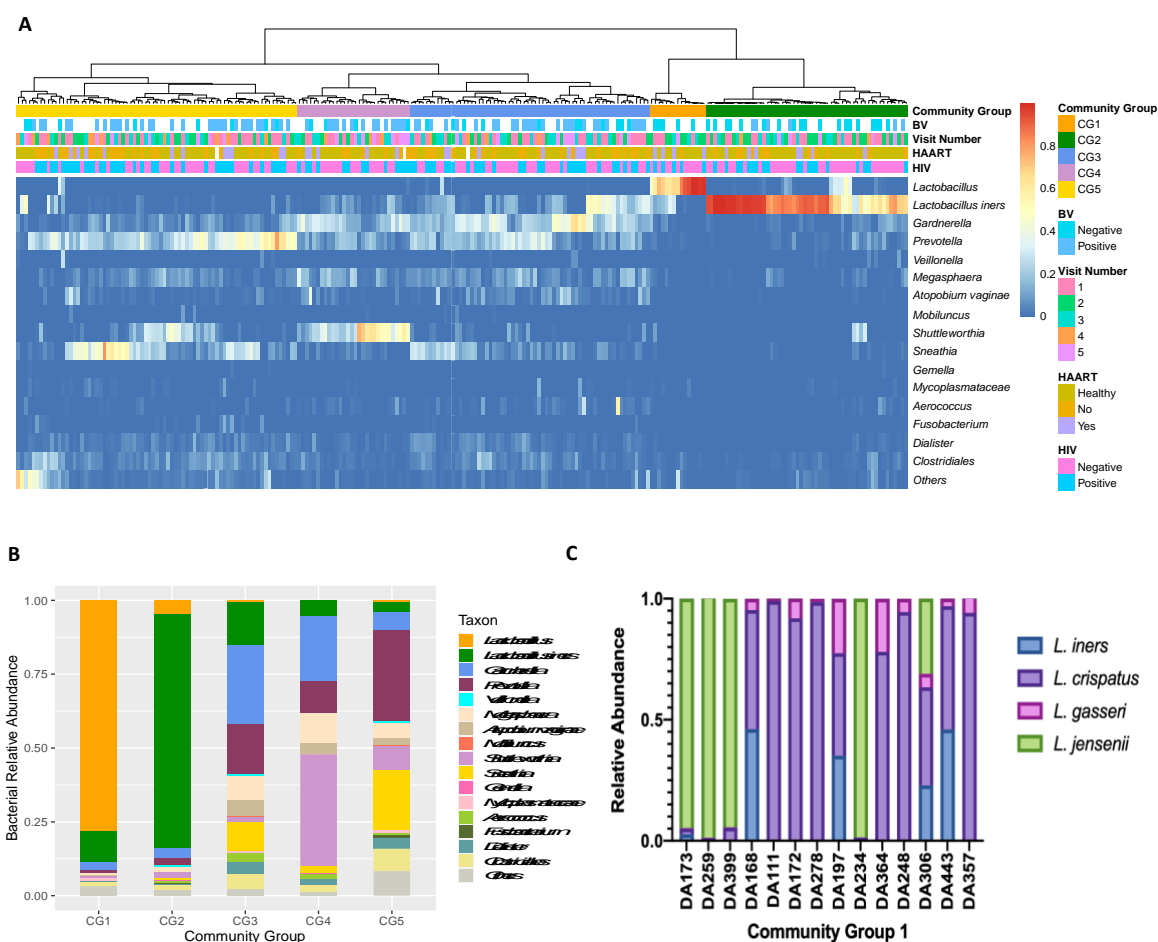 A
Community Group
BV
Visit Number
HAART
HIV
Lactobacillus
Lactobacillus iners
Gardnerella
Prevotella
Veillonella
Megasphaera
Atopobium vaginae
Mobiluncus
Shuttleworthia
Sneathia
Gemella
Mycoplasmataceae
Aerococcus
Fusobacterium
Dialister
Clostridiales
Others
0.8
0.6
0.4
0.2
0
Community Group
CG1
CG2
CG3
CG4
CG5
BV
Negative
Positive
Visit Number
1
2
3
4
5
HAART
Healthy
No
Yes
HIV
Negative
Positive
B
Bacterial Relative Abundance
1.00
0.75
0.50
0.25
0.00
CG1 CG2 CG3 CG4 CG5
Community Group
Taxon
C
Relative Abundance
1.0
0.5
0.0
DA173 DA259 DA399 DA168 DA111 DA172 DA278 DA197 DA234 DA364 DA248 DA306 DA443 DA357
Community Group 1
L. iners
L. crispatus
L. gasseri
L. jensenii